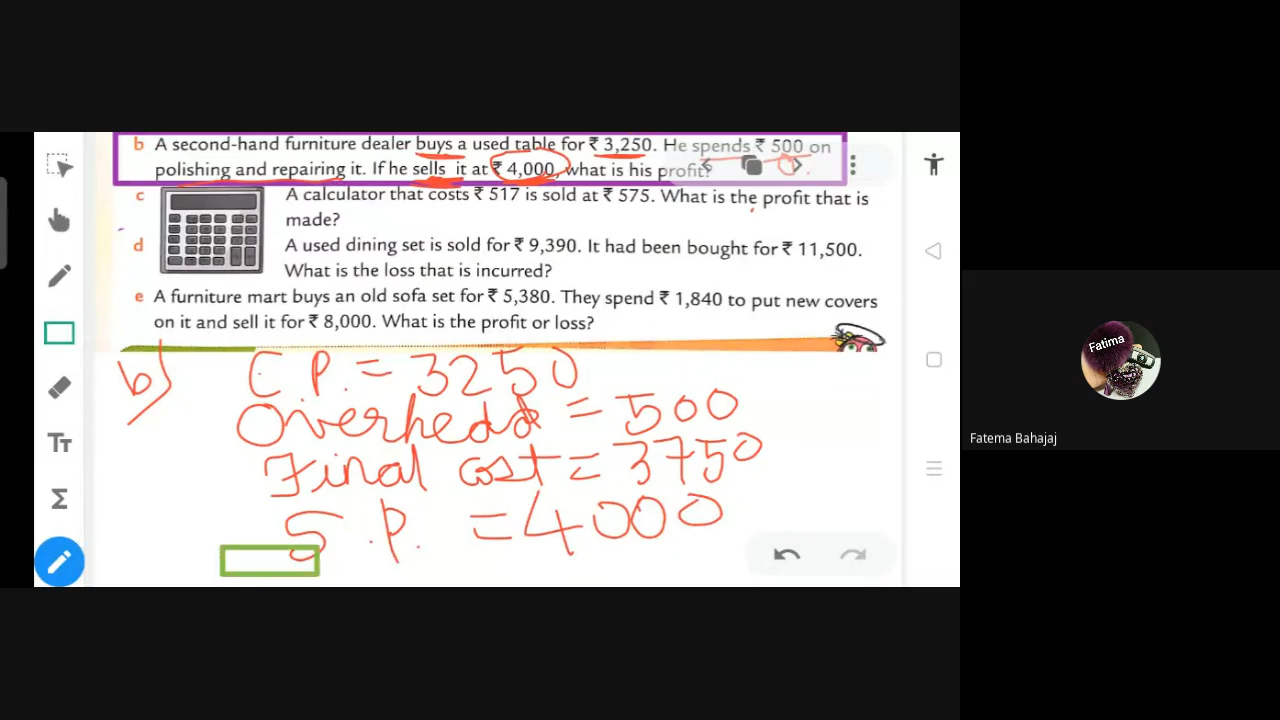 b A second-hand furniture dealer buys a used table for ₹ 3,250. He spends ₹ 500 on
polishing and repairing it. If he sells it at ₹ 4,000, what is his profit?
c A calculator that costs ₹ 517 is sold at ₹ 575. What is the profit that is
made?
d A used dining set is sold for ₹ 9,390. It had been bought for ₹ 11,500.
What is the loss that is incurred?
e A furniture mart buys an old sofa set for ₹ 5,380. They spend ₹ 1,840 to put new covers
on it and sell it for ₹ 8,000. What is the profit or loss?
b) C.P. = 3250
Overhead = 500
Final cost = 3750
S.P. = 4000
Tт
Σ
Fatima
Fatema Bahajaj